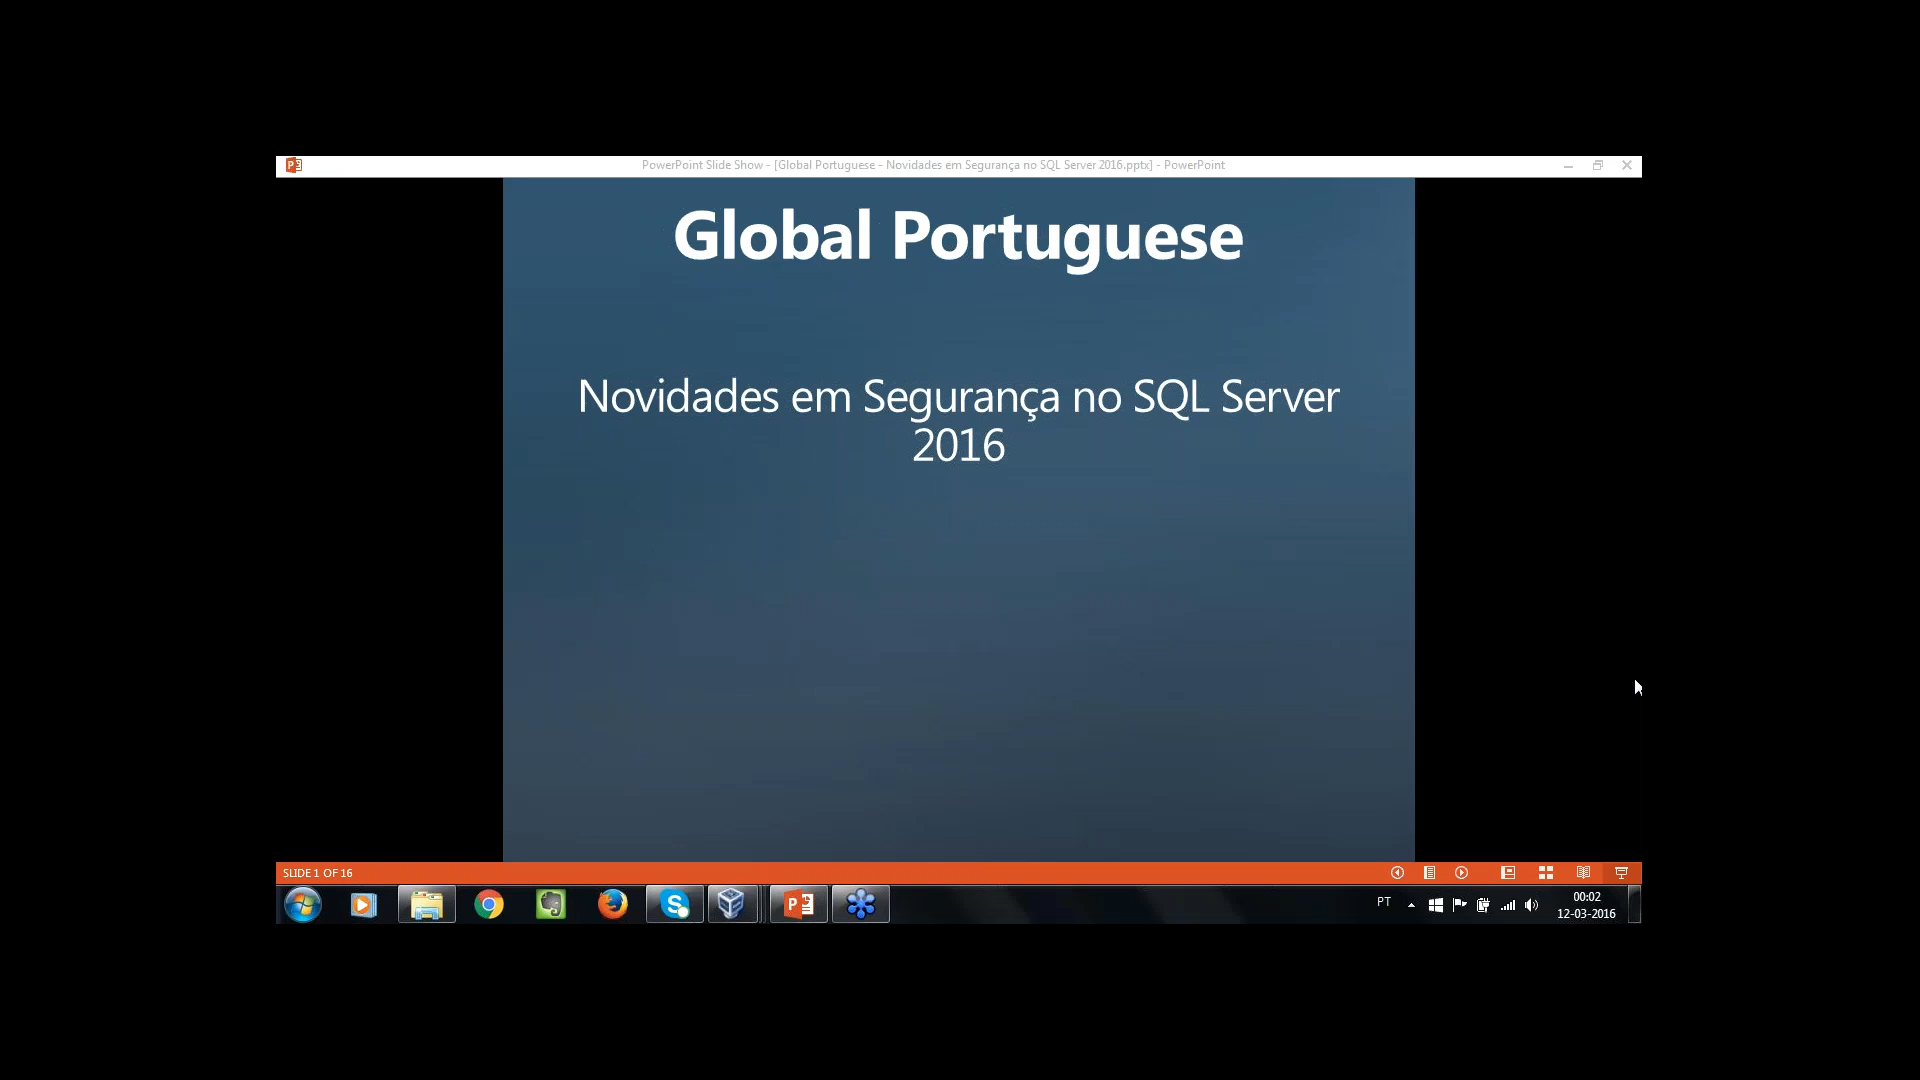 PowerPoint Slide Show - [Global Portuguese - Novidades em Segurança no SQL Server 2016.pptx] - PowerPoint
Global Portuguese
Novidades em Segurança no SQL Server
2016
SLIDE 1 OF 16
PT
00:02
12-03-2016